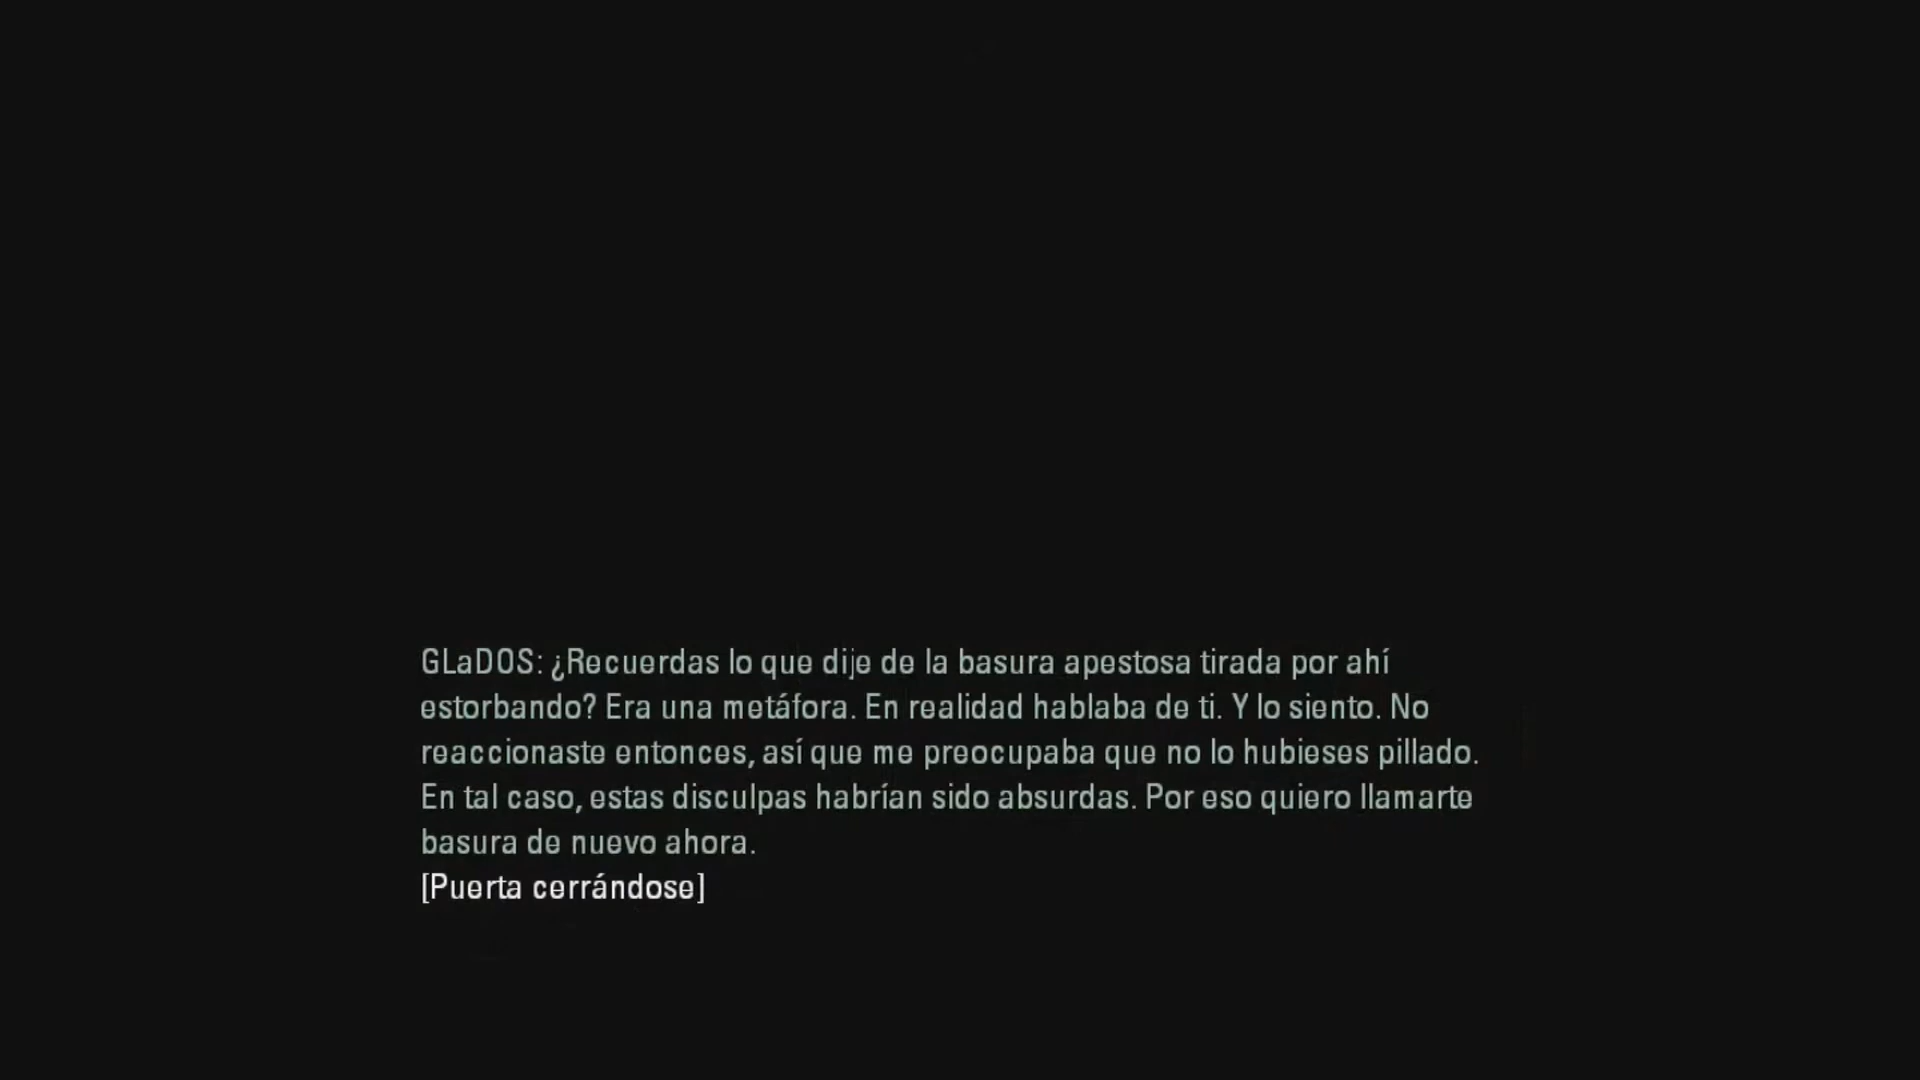 GLaDOS: ¿Recuerdas lo que dije de la basura apestosa tirada por ahí
estorbando? Era una metáfora. En realidad hablaba de ti. Y lo siento. No
reaccionaste entonces, así que me preocupaba que no lo hubieses pillado.
En tal caso, estas disculpas habrían sido absurdas. Por eso quiero llamarte
basura de nuevo ahora.
[Puerta cerrándose]